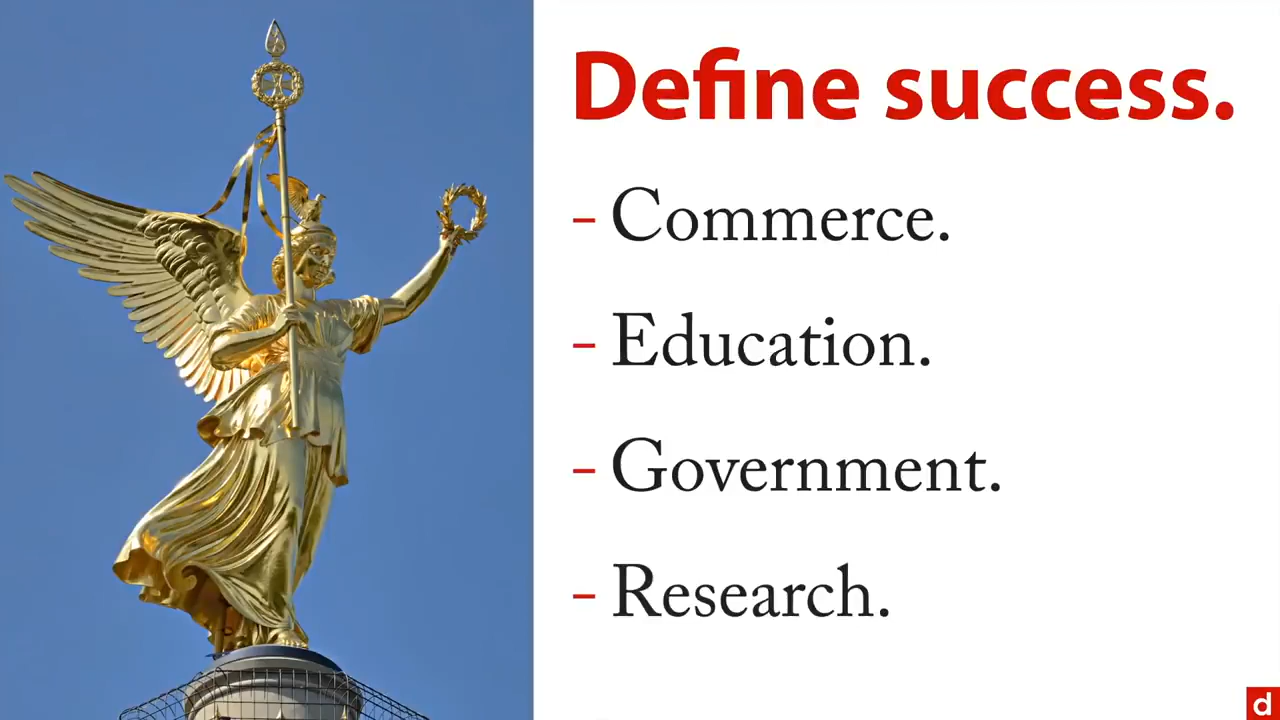 Define success.
– Commerce.
– Education.
– Government.
– Research.
d